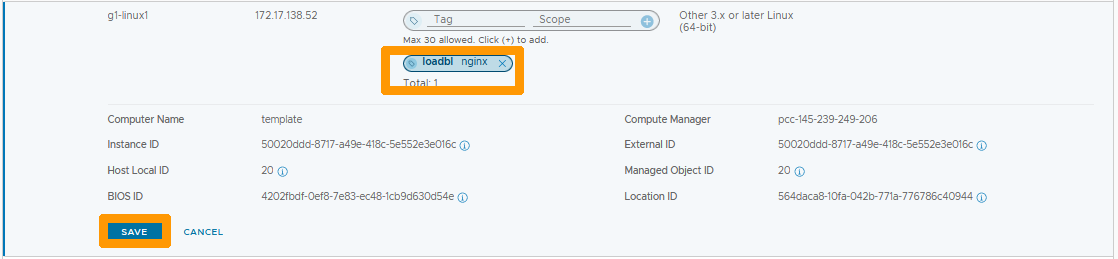 g1-linux1 172.17.138.52 Tag Scope Other 3.x or later Linux
(64-bit)
Max 30 allowed. Click (+) to add.
loadbl nginx
Total: 1
Computer Name template Compute Manager pcc-145-239-249-206
Instance ID 50020ddd-8717-a49e-418c-5e552e3e016c External ID 50020ddd-8717-a49e-418c-5e552e3e016c
Host Local ID 20 Managed Object ID 20
BIOS ID 4202fbdf-0ef8-7e83-ec48-1cb9d630d54e Location ID 564daca8-10fa-042b-771a-776786c40944
SAVE CANCEL